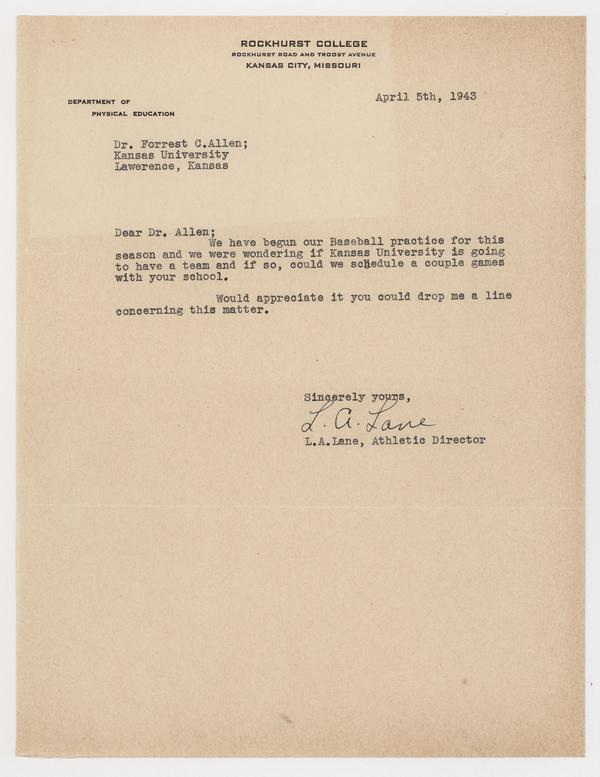 ROCKHURST COLLEGE
ROCKHURST ROAD AND TROOST AVENUE
KANSAS CITY, MISSOURI
April 5th, 1943
DEPARTMENT OF
PHYSICAL EDUCATION
Dr. Forrest C.Allen;
Kansas University
Lawerence, Kansas
Dear Dr. Allen;
We have begun our Baseball practice for this
season and we were wondering if Kansas University is going
to have a team and if so, could we schedule a couple games
with your school.
Would appreciate it you could drop me a line
concerning this matter.
Sincerely yours,
L. A. Lane
L.A.Lane, Athletic Director